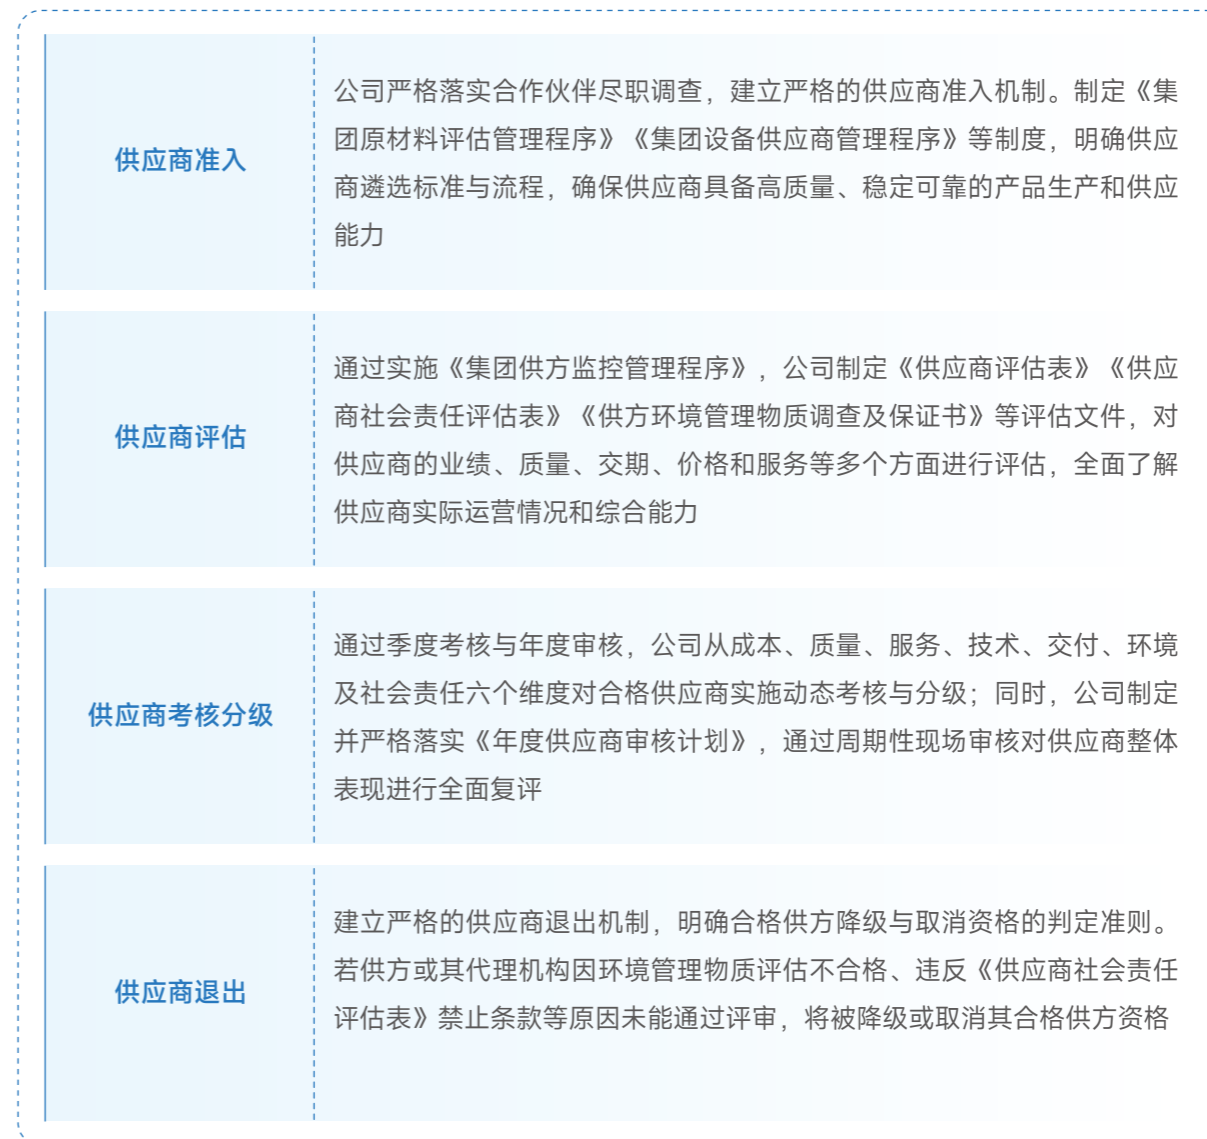 供应商准入
公司严格落实合作伙伴尽职调查，建立严格的供应商准入机制。制定《集
团原材料评估管理程序》《集团设备供应商管理程序》等制度，明确供应
商遴选标准与流程，确保供应商具备高质量、稳定可靠的产品生产和供应
能力
供应商评估
通过实施《集团供方监控管理程序》，公司制定《供应商评估表》《供应
商社会责任评估表》《供方环境管理物质调查及保证书》等评估文件，对
供应商的业绩、质量、交期、价格和服务等多个方面进行评估，全面了解
供应商实际运营情况和综合能力
供应商考核分级
通过季度考核与年度审核，公司从成本、质量、服务、技术、交付、环境
及社会责任六个维度对合格供应商实施动态考核与分级；同时，公司制定
并严格落实《年度供应商审核计划》，通过周期性现场审核对供应商整体
表现进行全面复评
供应商退出
建立严格的供应商退出机制，明确合格供方降级与取消资格的判定准则。
若供方或其代理机构因环境管理物质评估不合格、违反《供应商社会责任
评估表》禁止条款等原因未能通过评审，将被降级或取消其合格供方资格